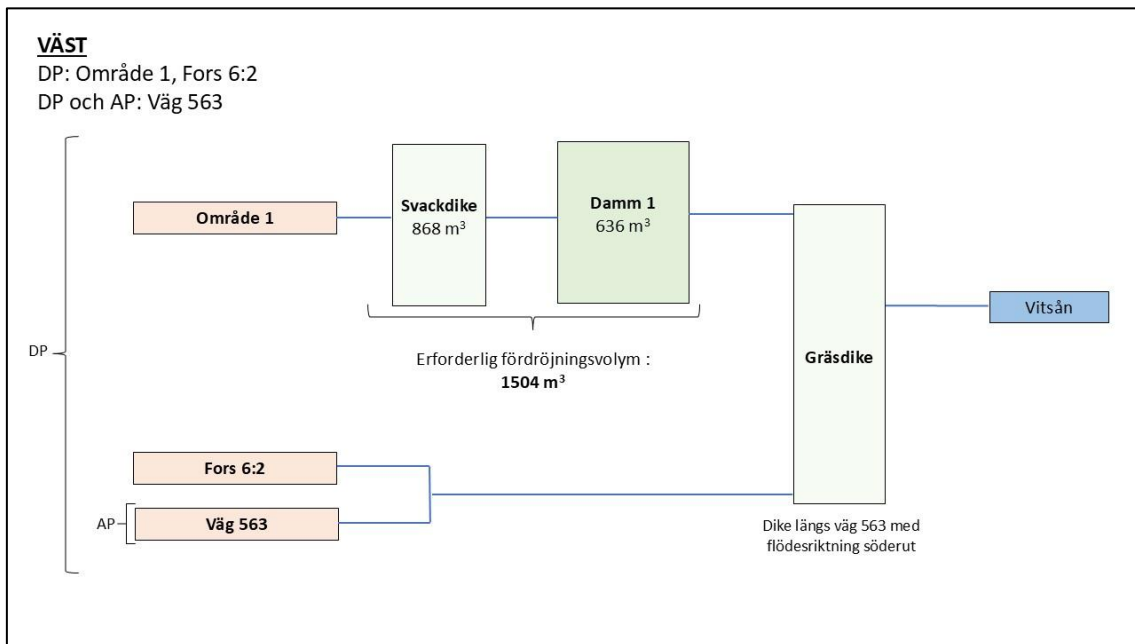 VÄST
DP: Område 1, Fors 6:2
DP och AP: Väg 563
Område 1
Svackdike
868 m³
Damm 1
636 m³
Vitsån
DP
Erforderlig fördröjningsvolym :
1504 m³
Gräsdike
Fors 6:2
AP
Väg 563
Dike längs väg 563 med
flödesriktning söderut